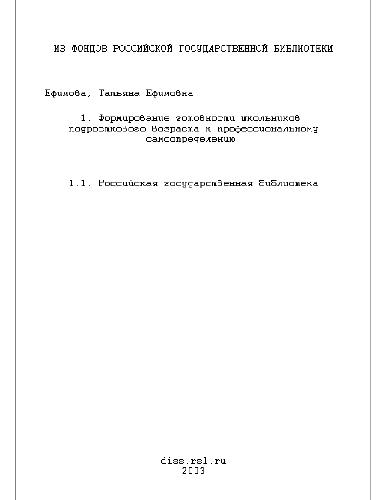 ИЗ ФОНДОВ РОССИЙСКОЙ ГОСУДАРСТВЕННОЙ БИБЛИОТЕКИ
Ефимова, Татьяна Ефимовна
1. Формирование готовности школьников
подросткового возраста к профессиональному
самоопределению
1.1. Российская государственная библиотека
diss.rsl.ru
2003